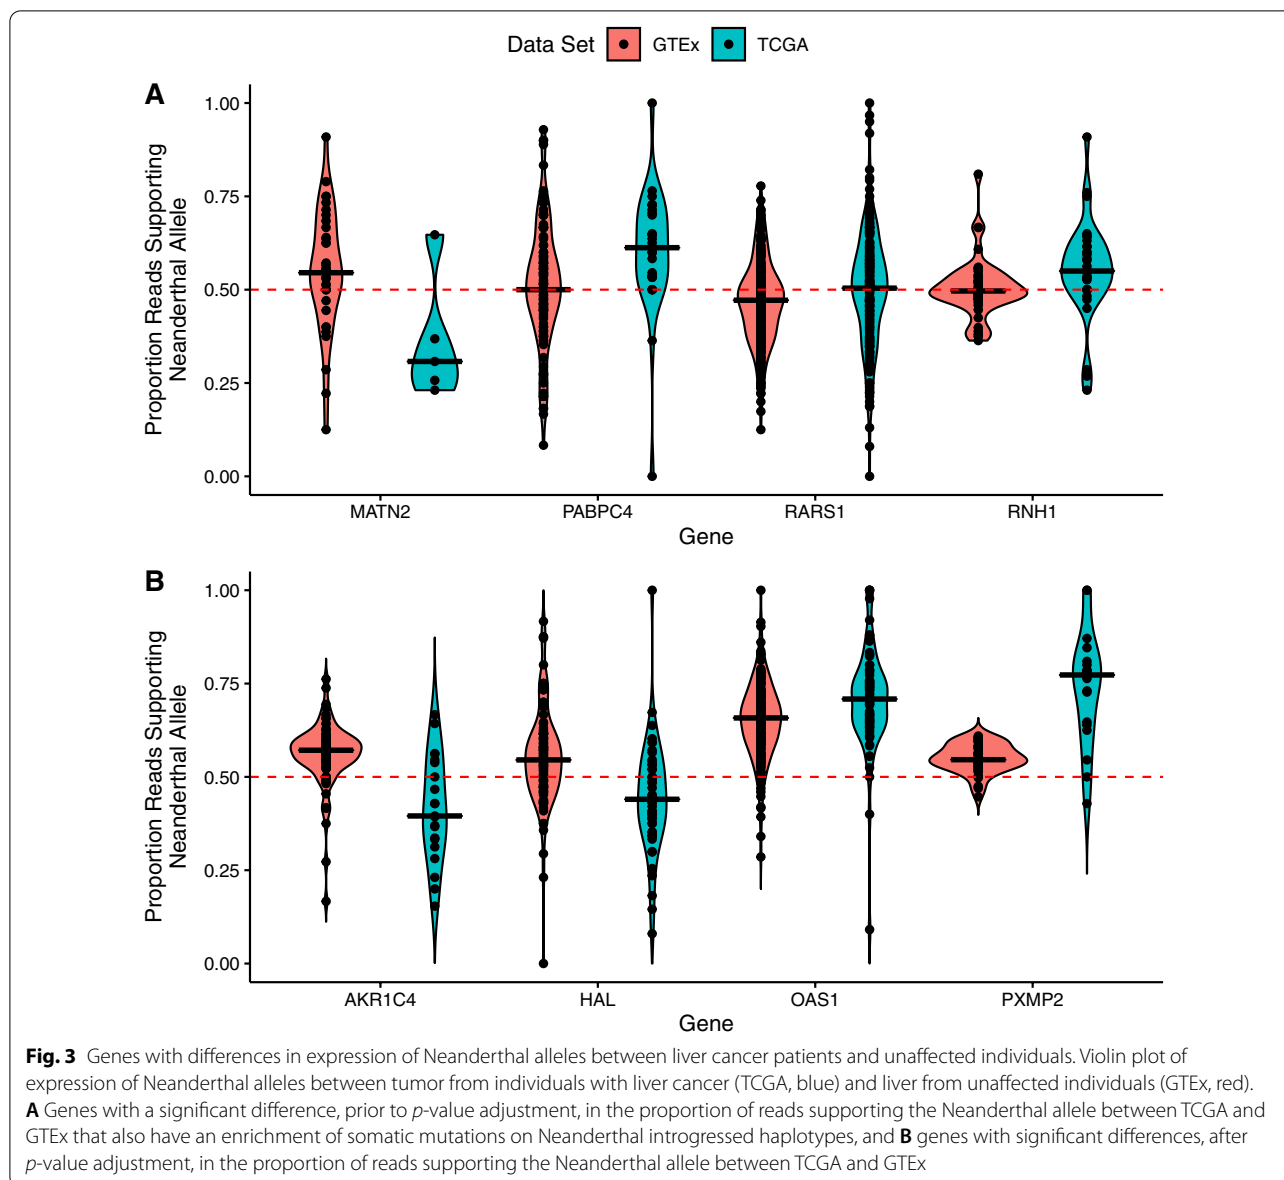 Data Set GTEx TCGA
A
Proportion Reads Supporting
Neanderthal Allele
1.00
0.75
0.50
0.25
0.00
MATN2 PABPC4 RARS1 RNH1
Gene
B
Proportion Reads Supporting
Neanderthal Allele
1.00
0.75
0.50
0.25
0.00
AKR1C4 HAL OAS1 PXMP2
Gene
Fig. 3 Genes with differences in expression of Neanderthal alleles between liver cancer patients and unaffected individuals. Violin plot of
expression of Neanderthal alleles between tumor from individuals with liver cancer (TCGA, blue) and liver from unaffected individuals (GTEx, red).
A Genes with a significant difference, prior to p-value adjustment, in the proportion of reads supporting the Neanderthal allele between TCGA and
GTEx that also have an enrichment of somatic mutations on Neanderthal introgressed haplotypes, and B genes with significant differences, after
p-value adjustment, in the proportion of reads supporting the Neanderthal allele between TCGA and GTEx